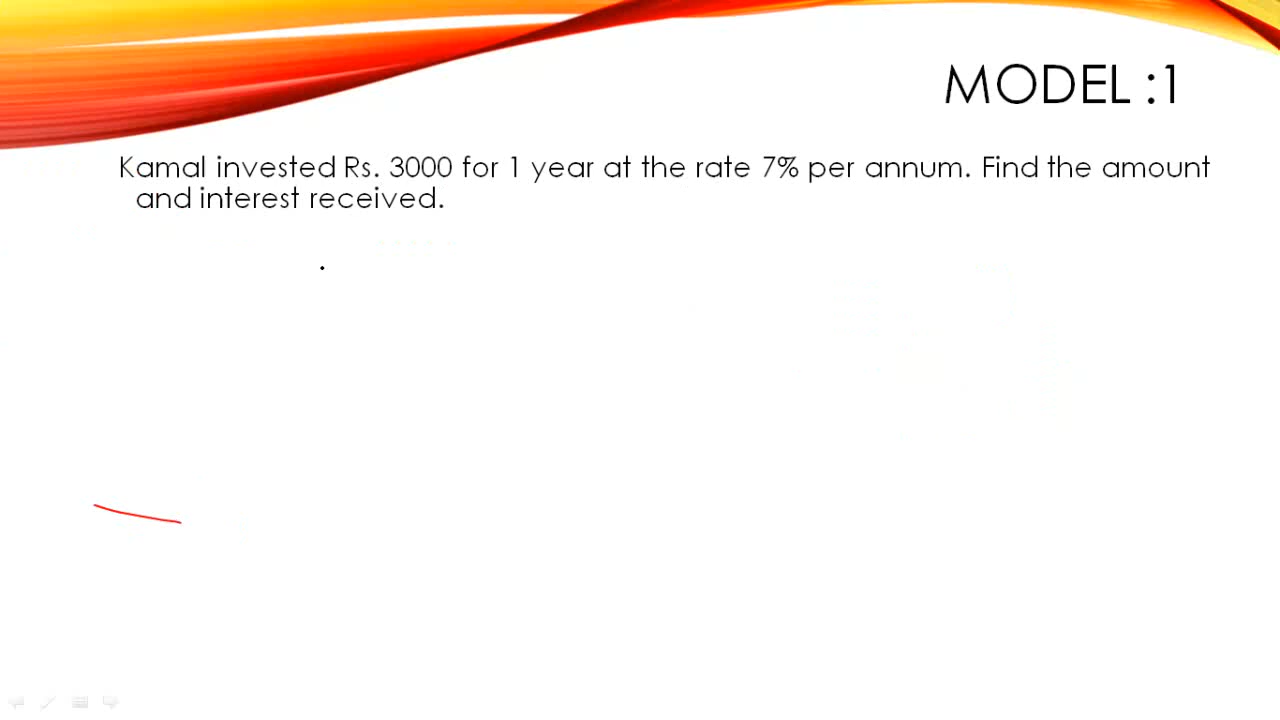 MODEL :1
Kamal invested Rs. 3000 for 1 year at the rate 7% per annum. Find the amount
and interest received.